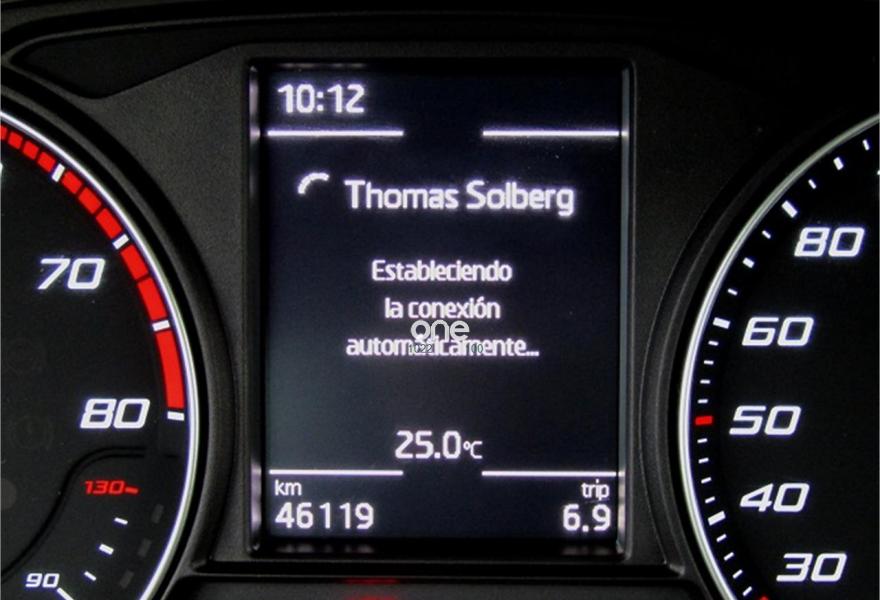 10:12
Thomas Solberg
Estableciendo
la conexión
one
automáticamente...
25.0°C
km
46119
trip
6.9
70
80
130
90
80
60
50
40
30